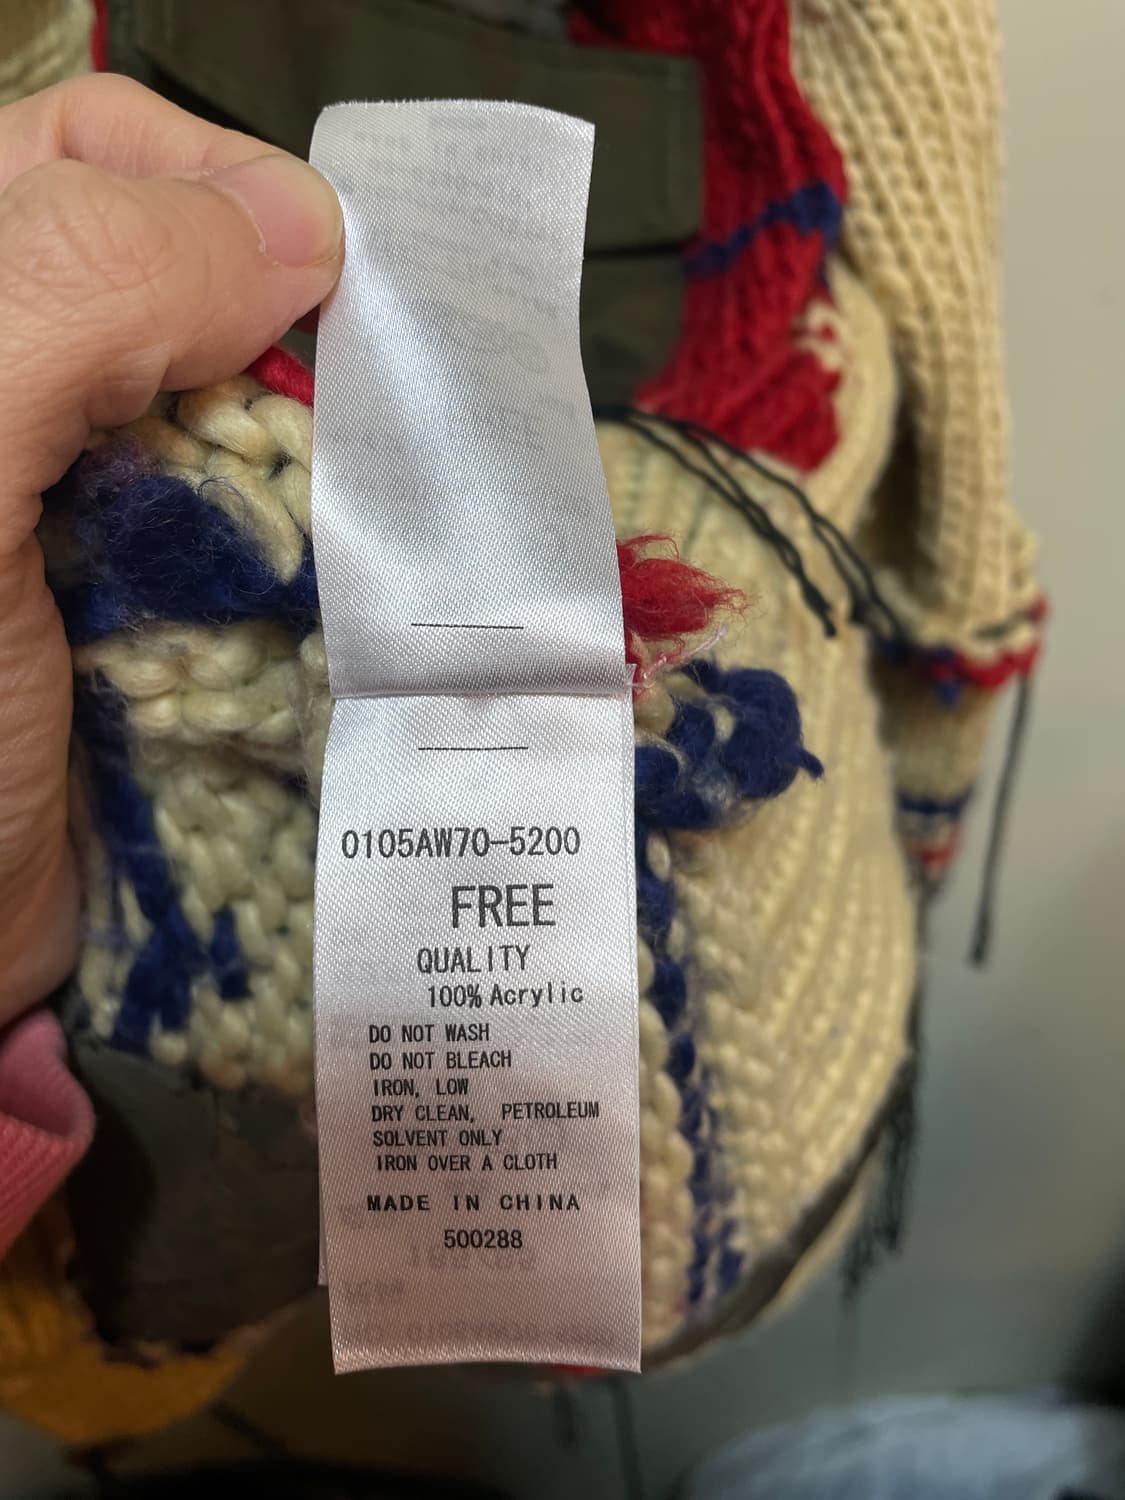 0105AW70-5200
FREE
QUALITY
100% Acrylic
DO NOT WASH
DO NOT BLEACH
IRON, LOW
DRY CLEAN, PETROLEUM
SOLVENT ONLY
IRON OVER A CLOTH
MADE IN CHINA
500288